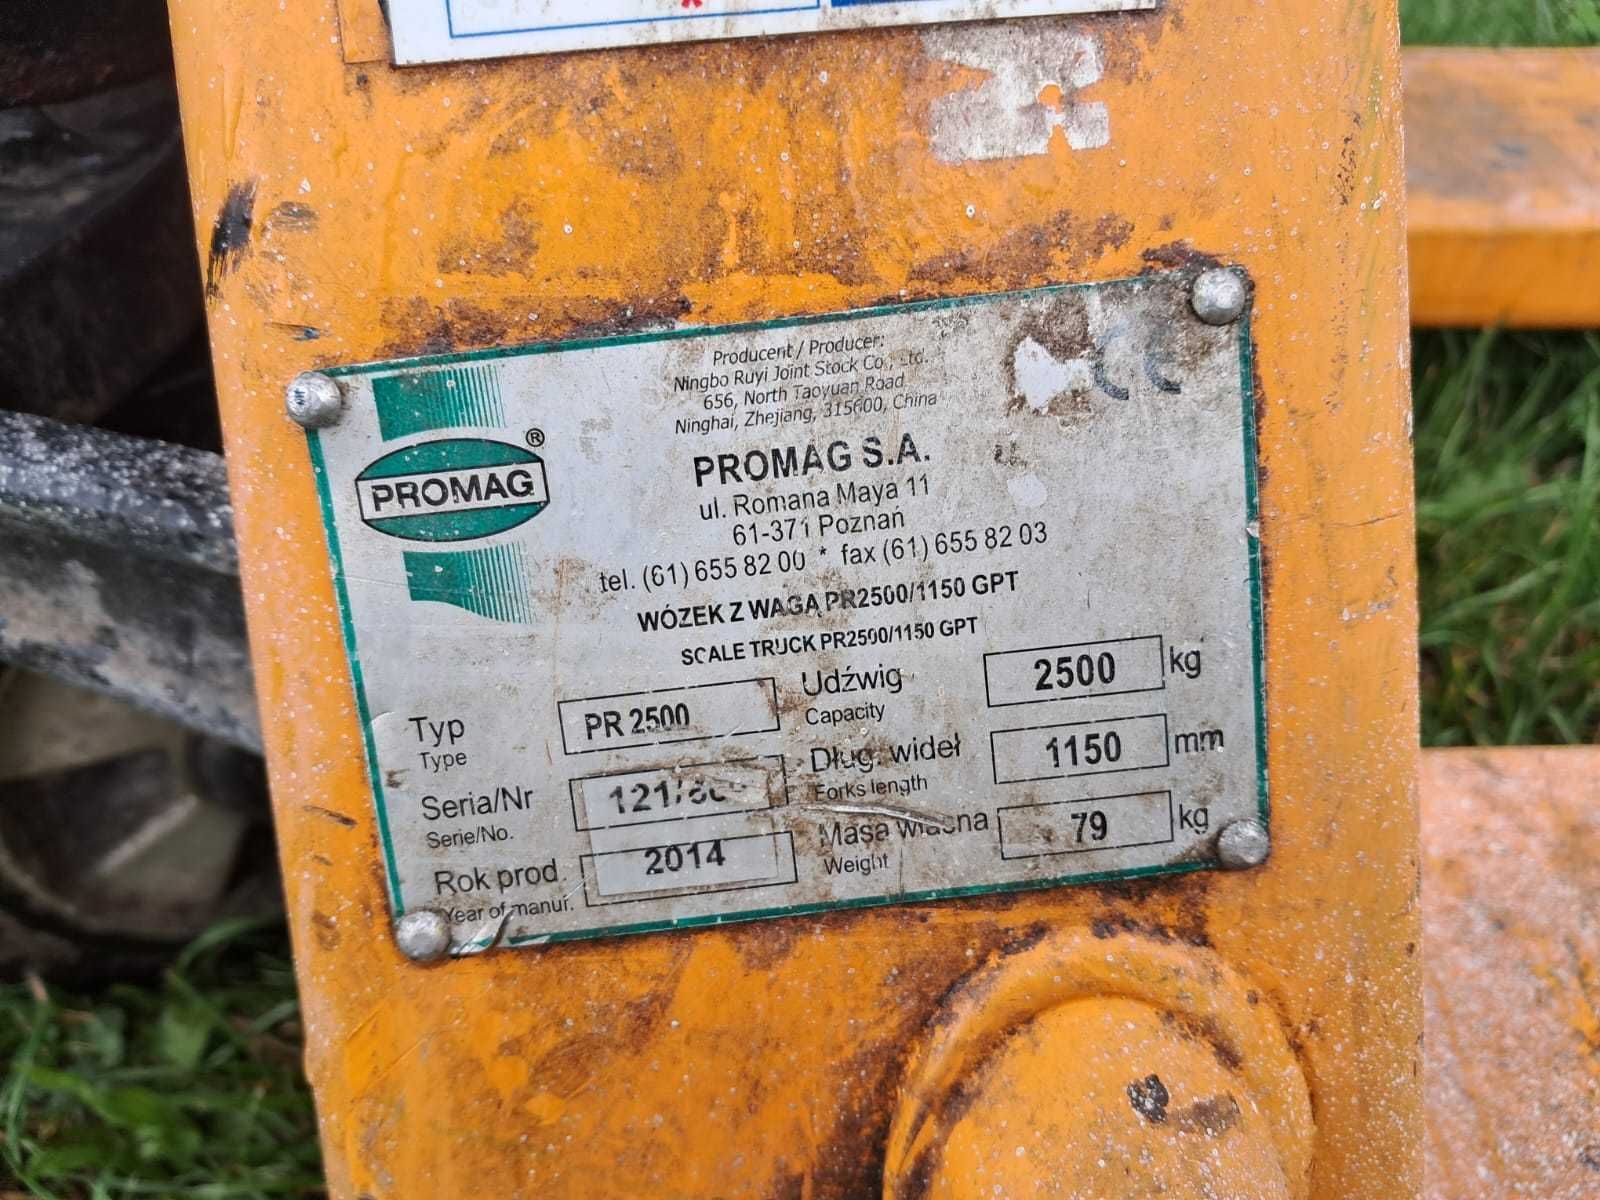 Producent / Producer:
Ningbo Ruyi Joint Stock Co., Ltd.
656, North Taoyuan Road
Ninghai, Zhejiang, 315600, China
CE
PROMAG ®
PROMAG S.A.
ul. Romana Maya 11
61-371 Poznań
tel. (61) 655 82 00 * fax (61) 655 82 03
WÓZEK Z WAGĄ PR2500/1150 GPT
SCALE TRUCK PR2500/1150 GPT
Typ PR 2500
Type
Udźwig 2500 kg
Capacity
Seria/Nr
Serie/No.
Dług. wideł 1150 mm
Forks length
Rok prod. 2014
Year of manuf.
Masa własna 79 kg
Weight